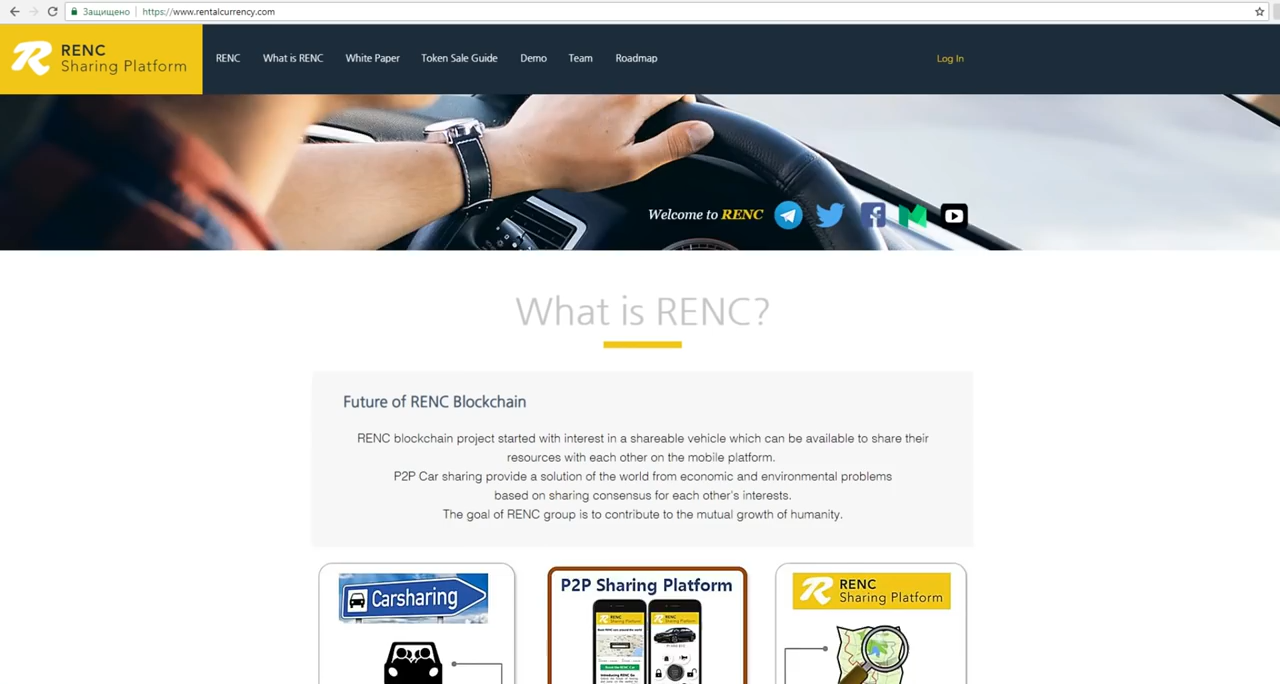 Защищено https://www.rentalcurrency.com
RENC
Sharing Platform
RENC What is RENC White Paper Token Sale Guide Demo Team Roadmap Log In
Welcome to RENC
What is RENC?
Future of RENC Blockchain
RENC blockchain project started with interest in a shareable vehicle which can be available to share their
resources with each other on the mobile platform.
P2P Car sharing provide a solution of the world from economic and environmental problems
based on sharing consensus for each other's interests.
The goal of RENC group is to contribute to the mutual growth of humanity.
Carsharing
P2P Sharing Platform
RENC
Sharing Platform